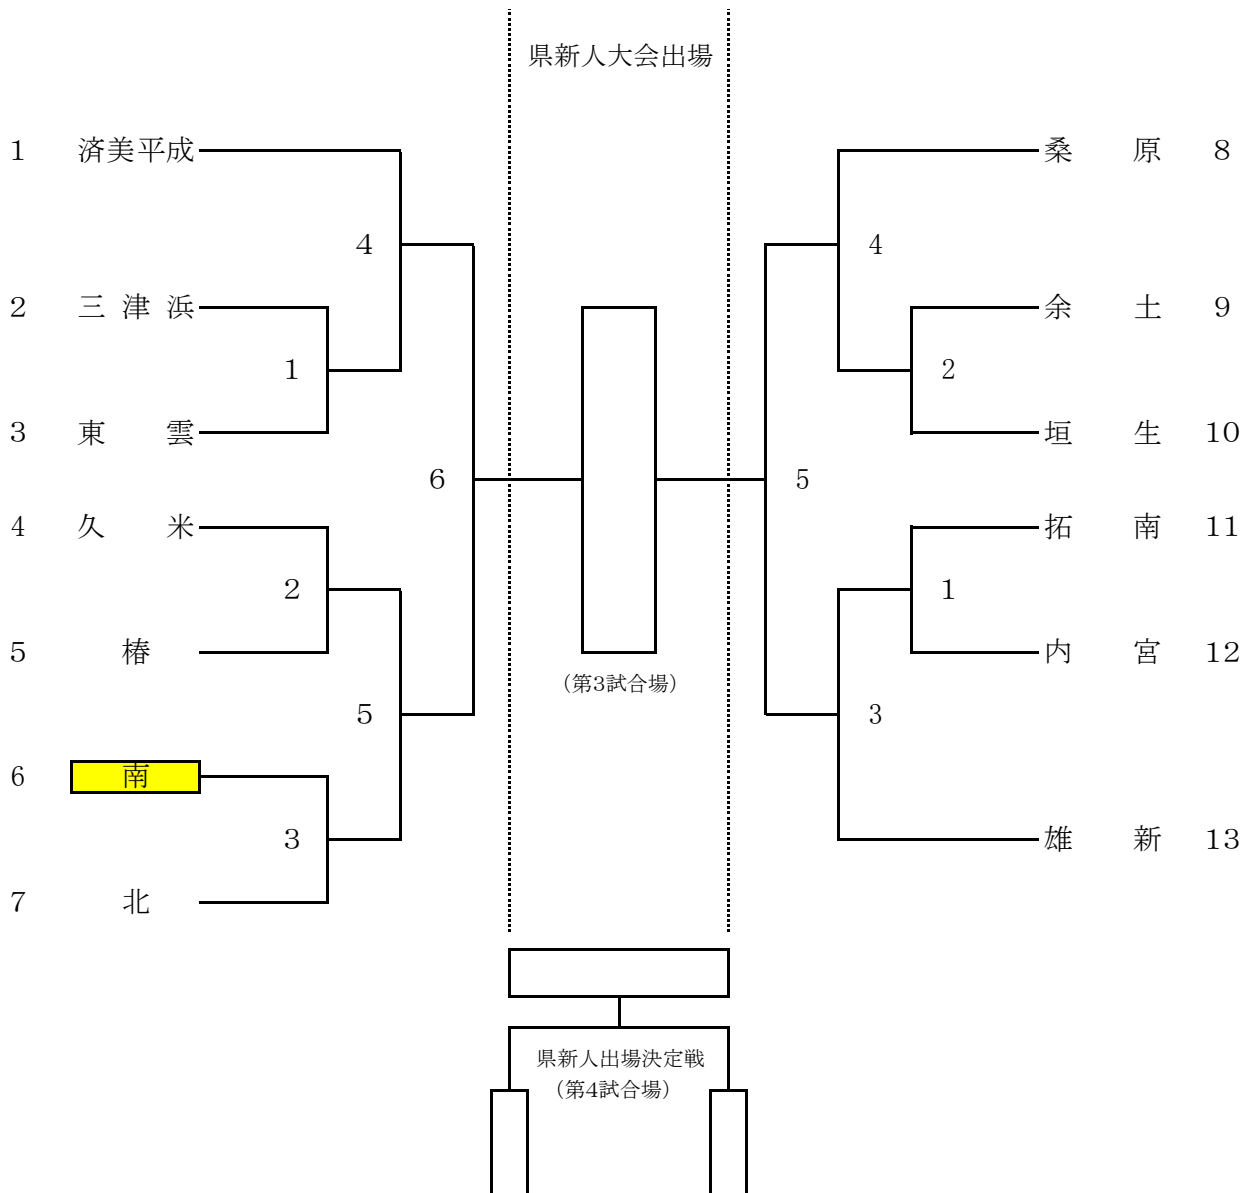 県新人大会出場
1 済美平成
4
2 三津浜
1
3 東雲
6
4 久米
2
5 椿
5
6 南
3
7 北
桑原 8
4
余土 9
2
垣生 10
5
拓南 11
1
内宮 12
3
雄新 13
（第3試合場）
県新人出場決定戦
（第4試合場）